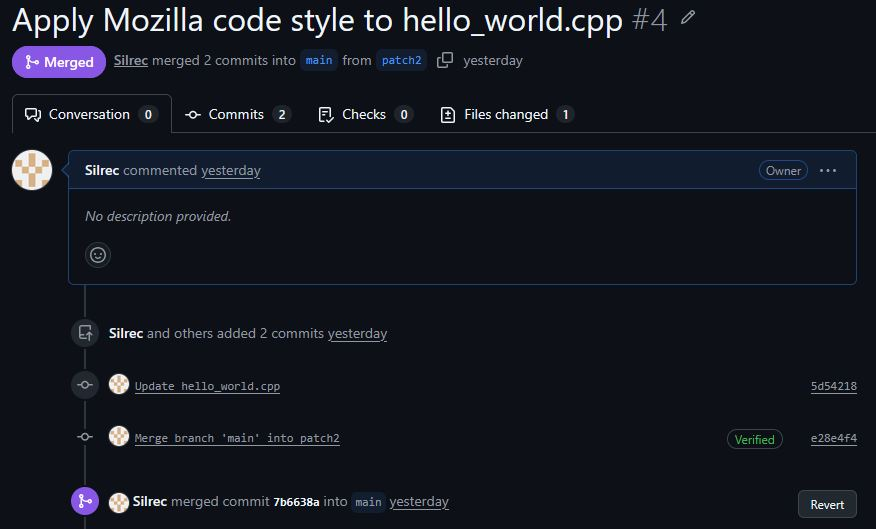 Apply Mozilla code style to hello_world.cpp #4
Merged Silrec merged 2 commits into main from patch2 yesterday
Conversation 0 Commits 2 Checks 0 Files changed 1
Silrec commented yesterday Owner
No description provided.
Silrec and others added 2 commits yesterday
Update hello_world.cpp 5d54218
Merge branch 'main' into patch2 Verified e28e4f4
Silrec merged commit 7b6638a into main yesterday Revert